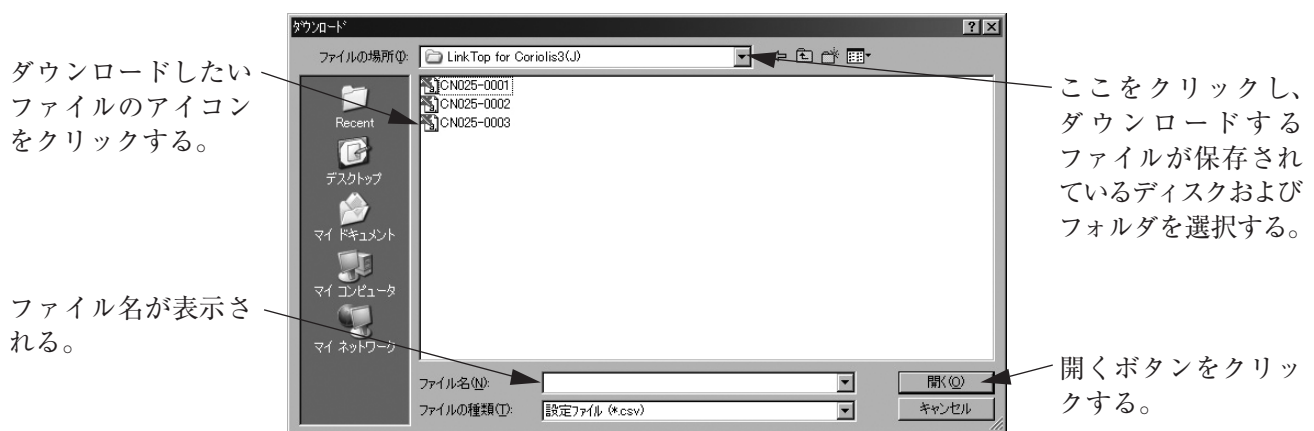 ダウンロード
ファイルの場所(I):
LinkTop for Coriolis3(J)
ダウンロードしたい
ファイルのアイコン
をクリックする。
CN025-0001
CN025-0002
CN025-0003
Recent
デスクトップ
マイ ドキュメント
マイ コンピュータ
マイ ネットワーク
ここをクリックし、
ダウンロードする
ファイルが保存され
ているディスクおよび
フォルダを選択する。
ファイル名が表示さ
れる。
ファイル名(N):
開く(O)
ファイルの種類(T):
設定ファイル (*.csv)
キャンセル
開くボタンをクリッ
クする。